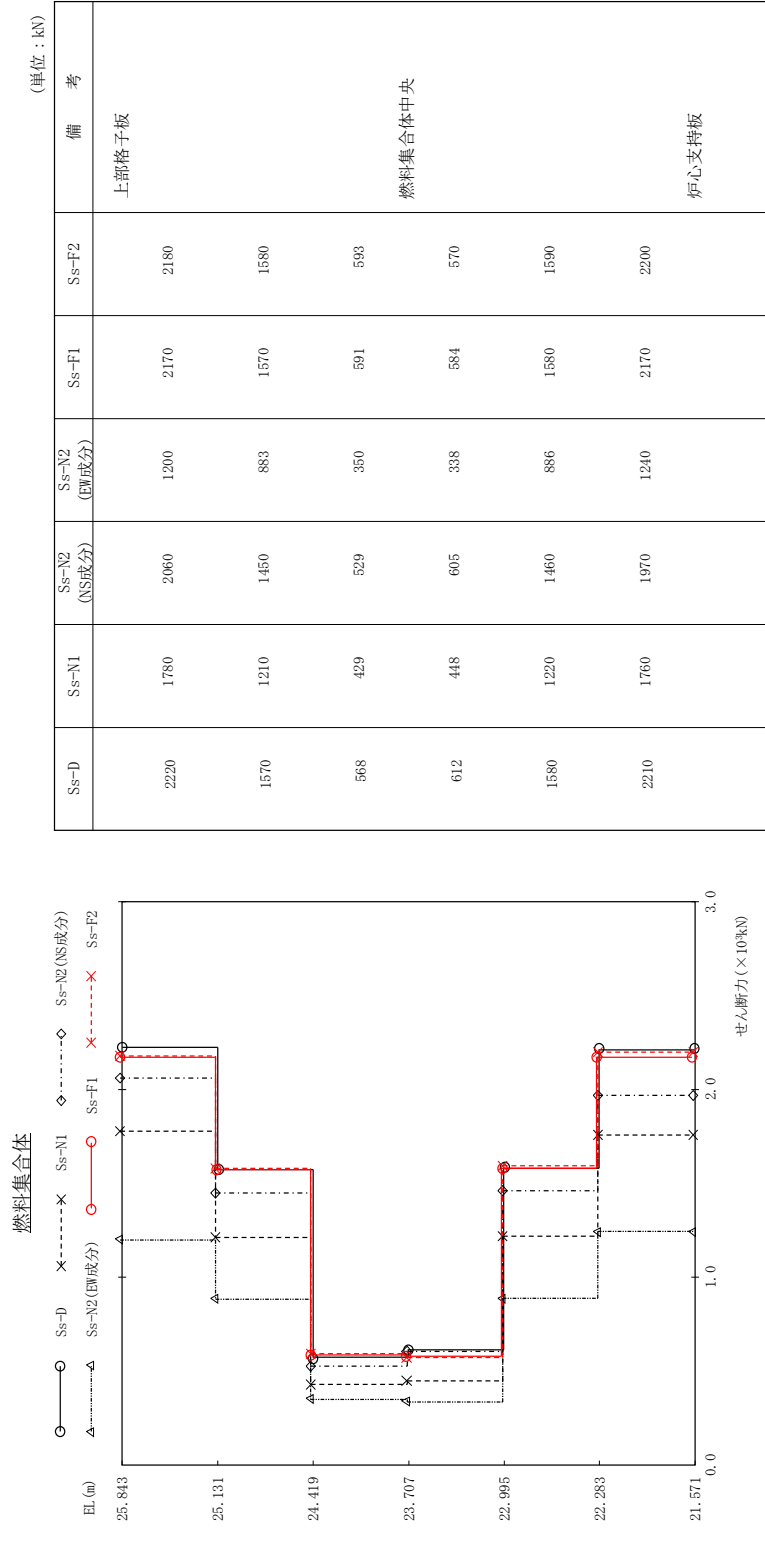 燃料集合体
Ss-D
Ss-N1
Ss-N2(NS成分)
Ss-N2(EW成分)
Ss-F1
Ss-F2
EL(m)
25.843
25.131
24.419
23.707
22.995
22.283
21.571
0.0
1.0
2.0
3.0
せん断力(×10³kN)
(単位:kN)
Ss-D Ss-N1 Ss-N2(NS成分) Ss-N2(EW成分) Ss-F1 Ss-F2 備 考
上部格子板
2220 1780 2060 1200 2170 2180
1570 1210 1450 883 1570 1580
568 429 529 350 591 593
燃料集合体中央
612 448 605 338 584 570
1580 1220 1460 886 1580 1590
2210 1760 1970 1240 2170 2200
炉心支持板